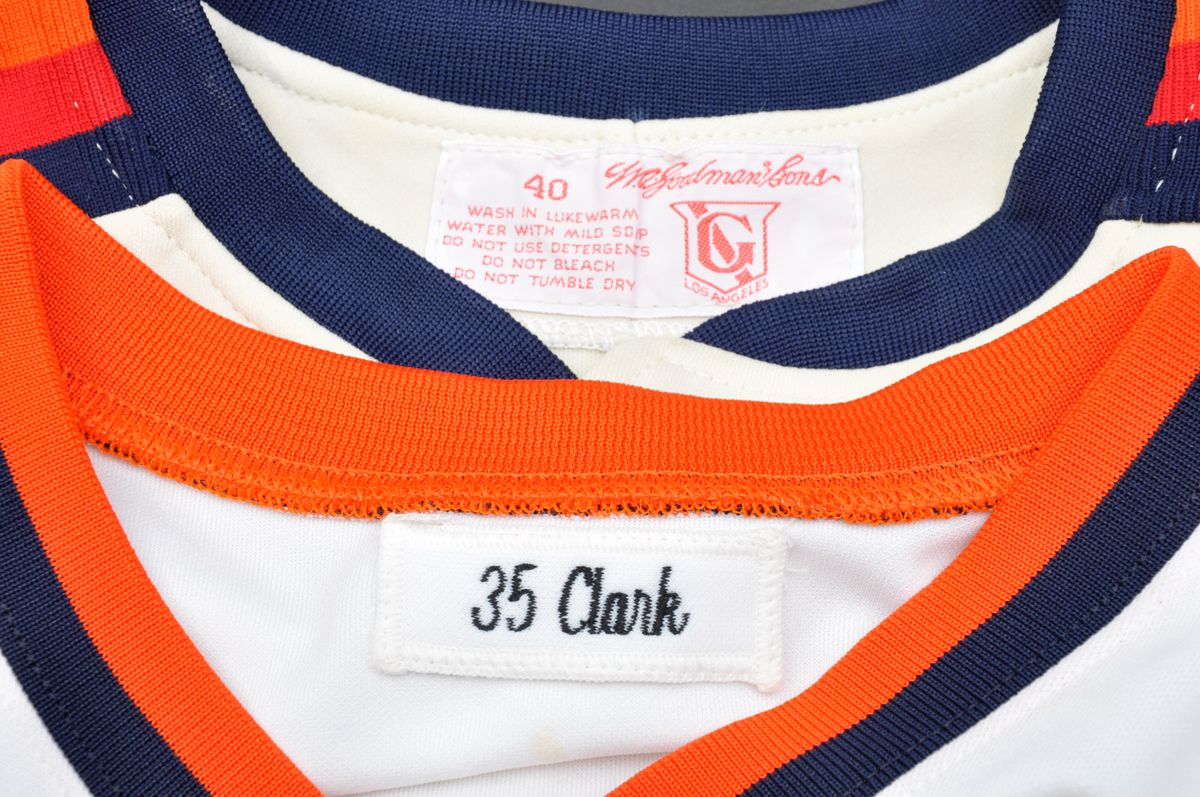 40
Wm Goodman & Sons
WASH IN LUKEWARM
WATER WITH MILD SOAP
DO NOT USE DETERGENTS
DO NOT BLEACH
DO NOT TUMBLE DRY
G
LOS ANGELES
35 Clark